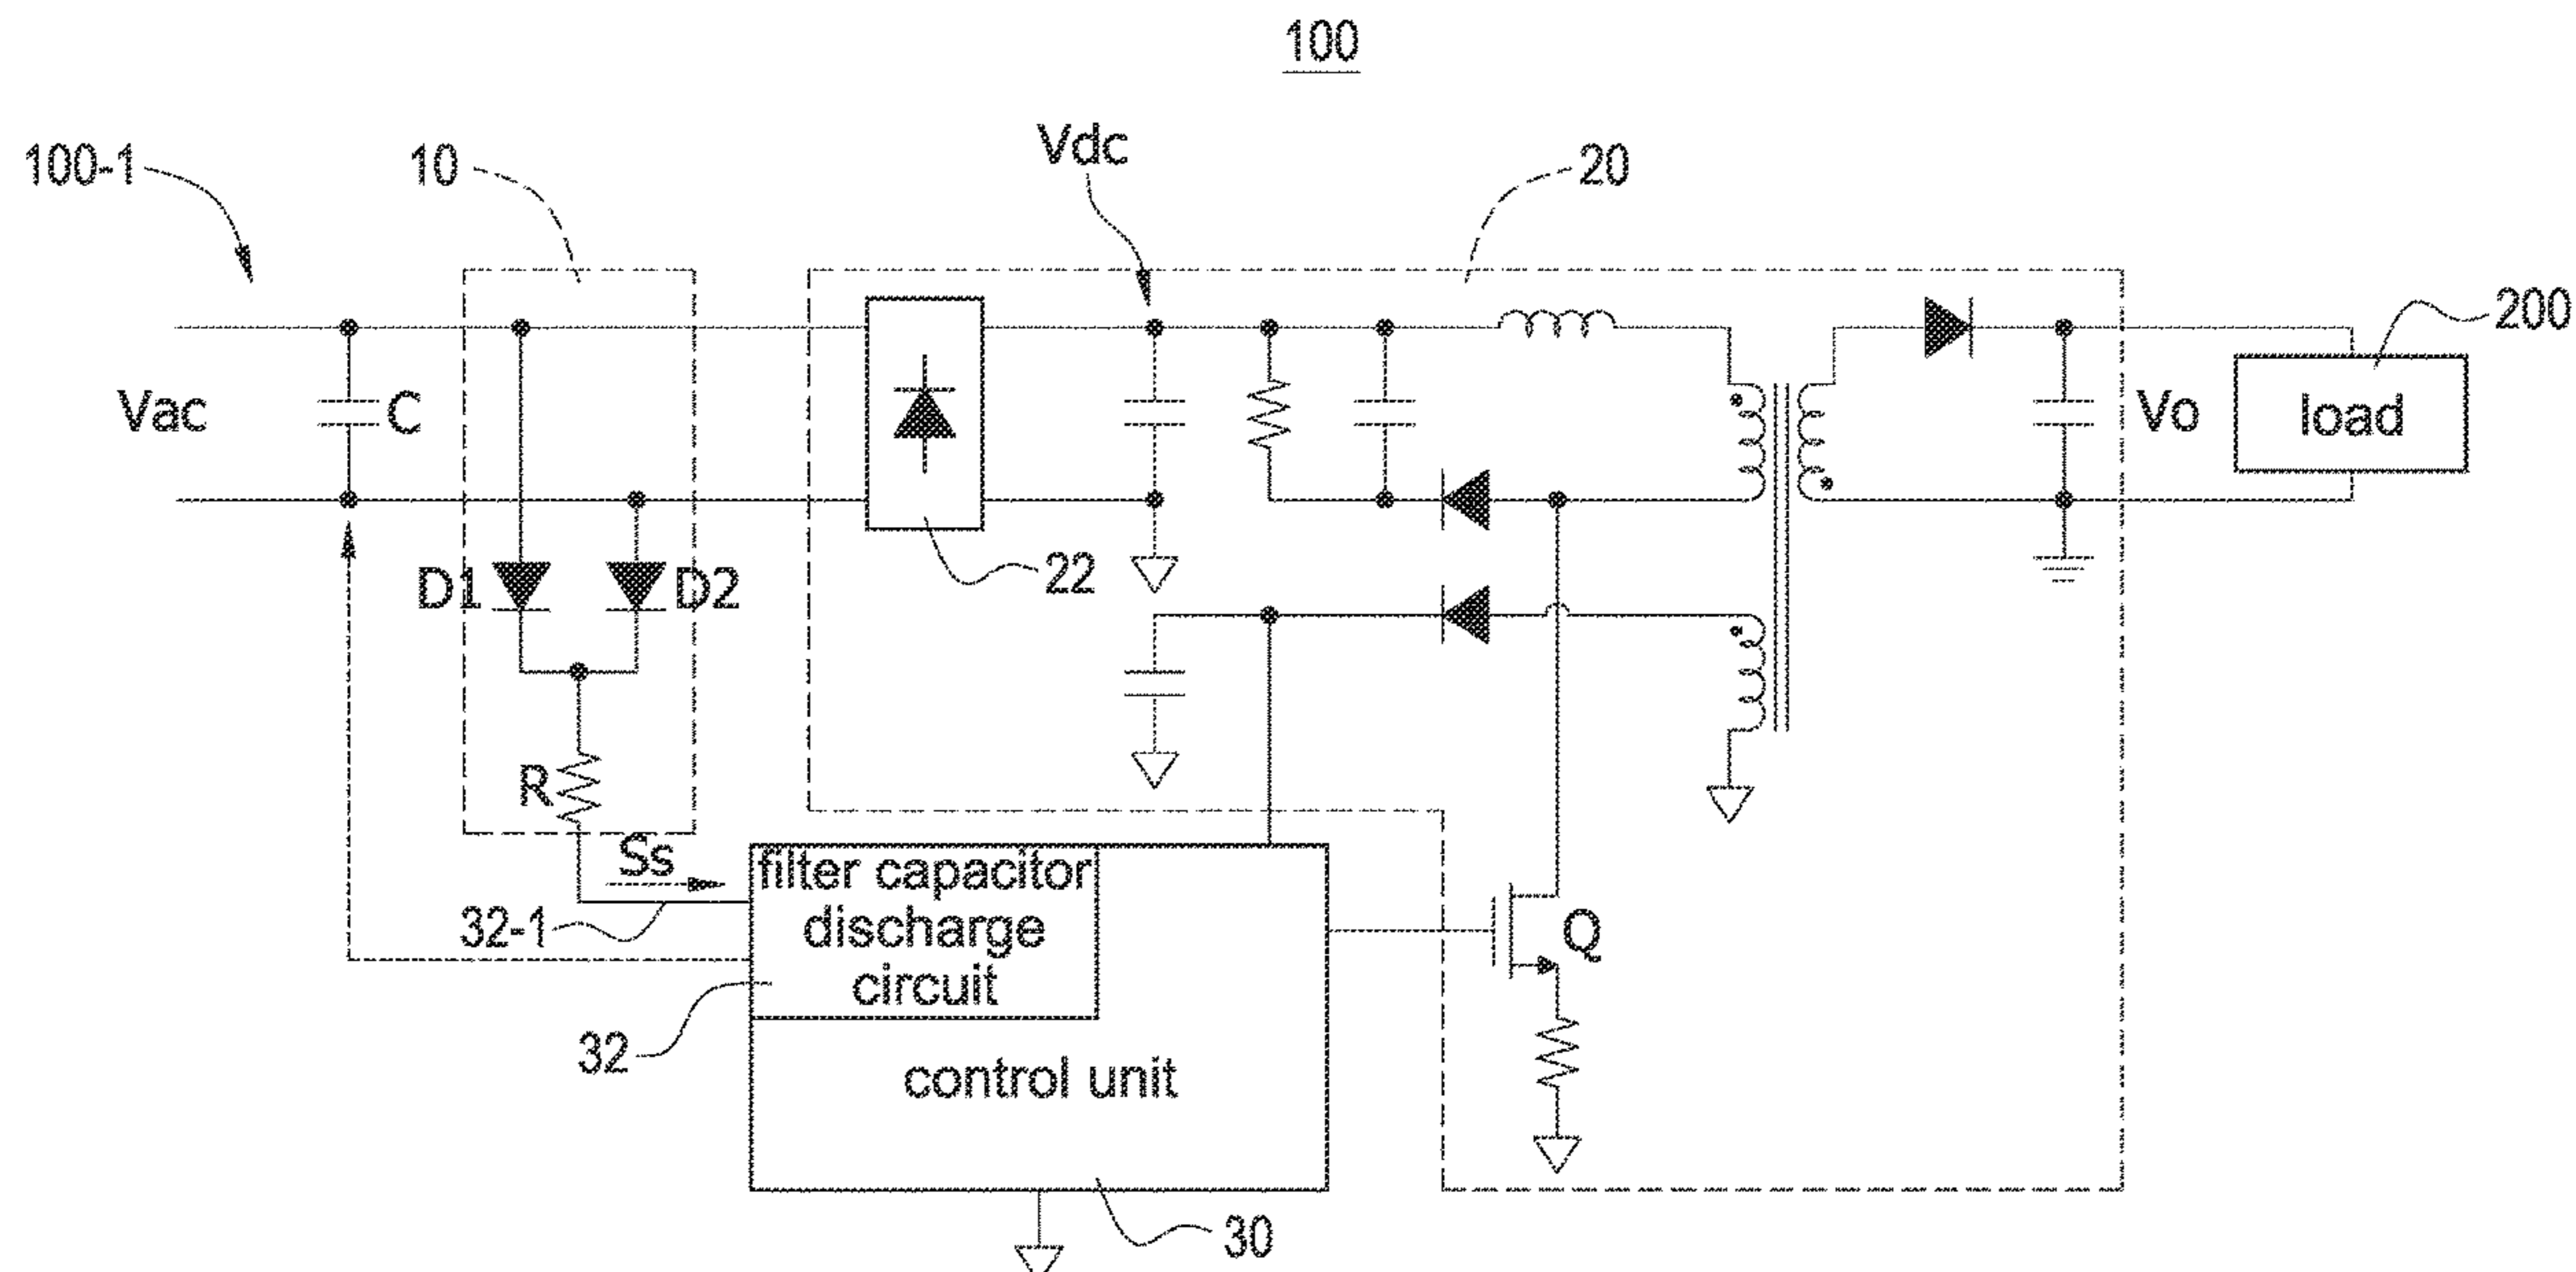 100
100-1
10
Vdc
20
200
Vac
C
Vo
load
D1
D2
22
R
Ss
32-1
filter capacitor
discharge
circuit
Q
32
control unit
30